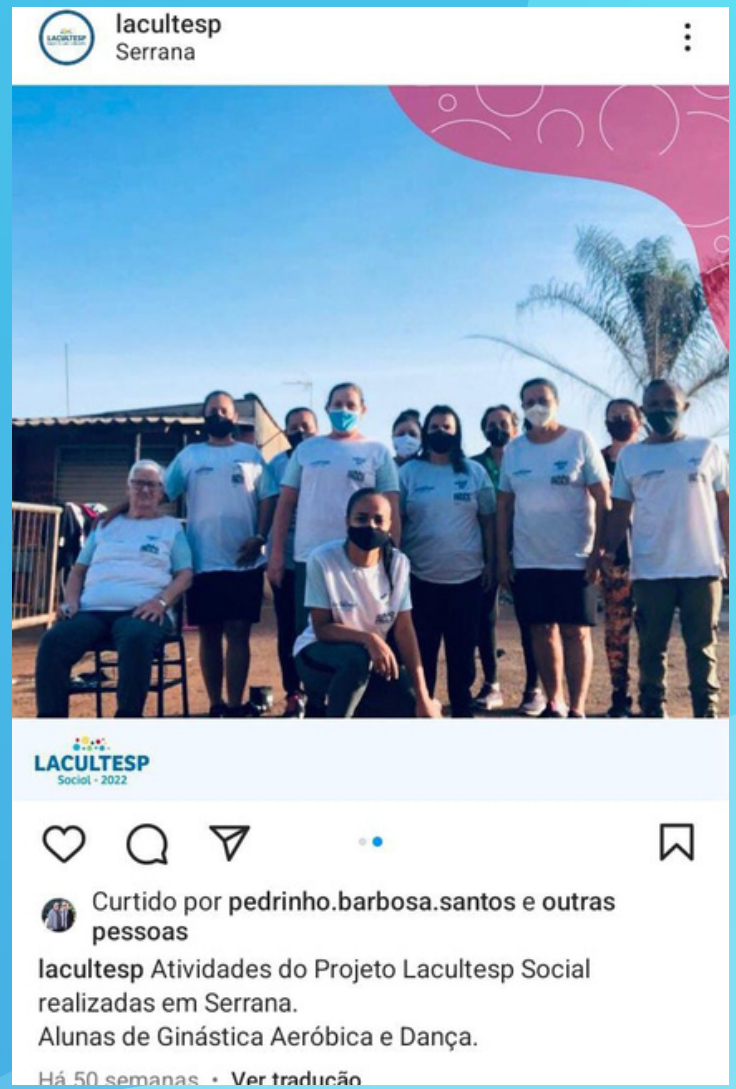 lacultesp
Serrana
LACULTESP
Social - 2022
Curtido por pedrinho.barbosa.santos e outras
pessoas
lacultesp Atividades do Projeto Lacultesp Social
realizadas em Serrana.
Alunas de Ginástica Aeróbica e Dança.
Há 50 semanas • Ver tradução